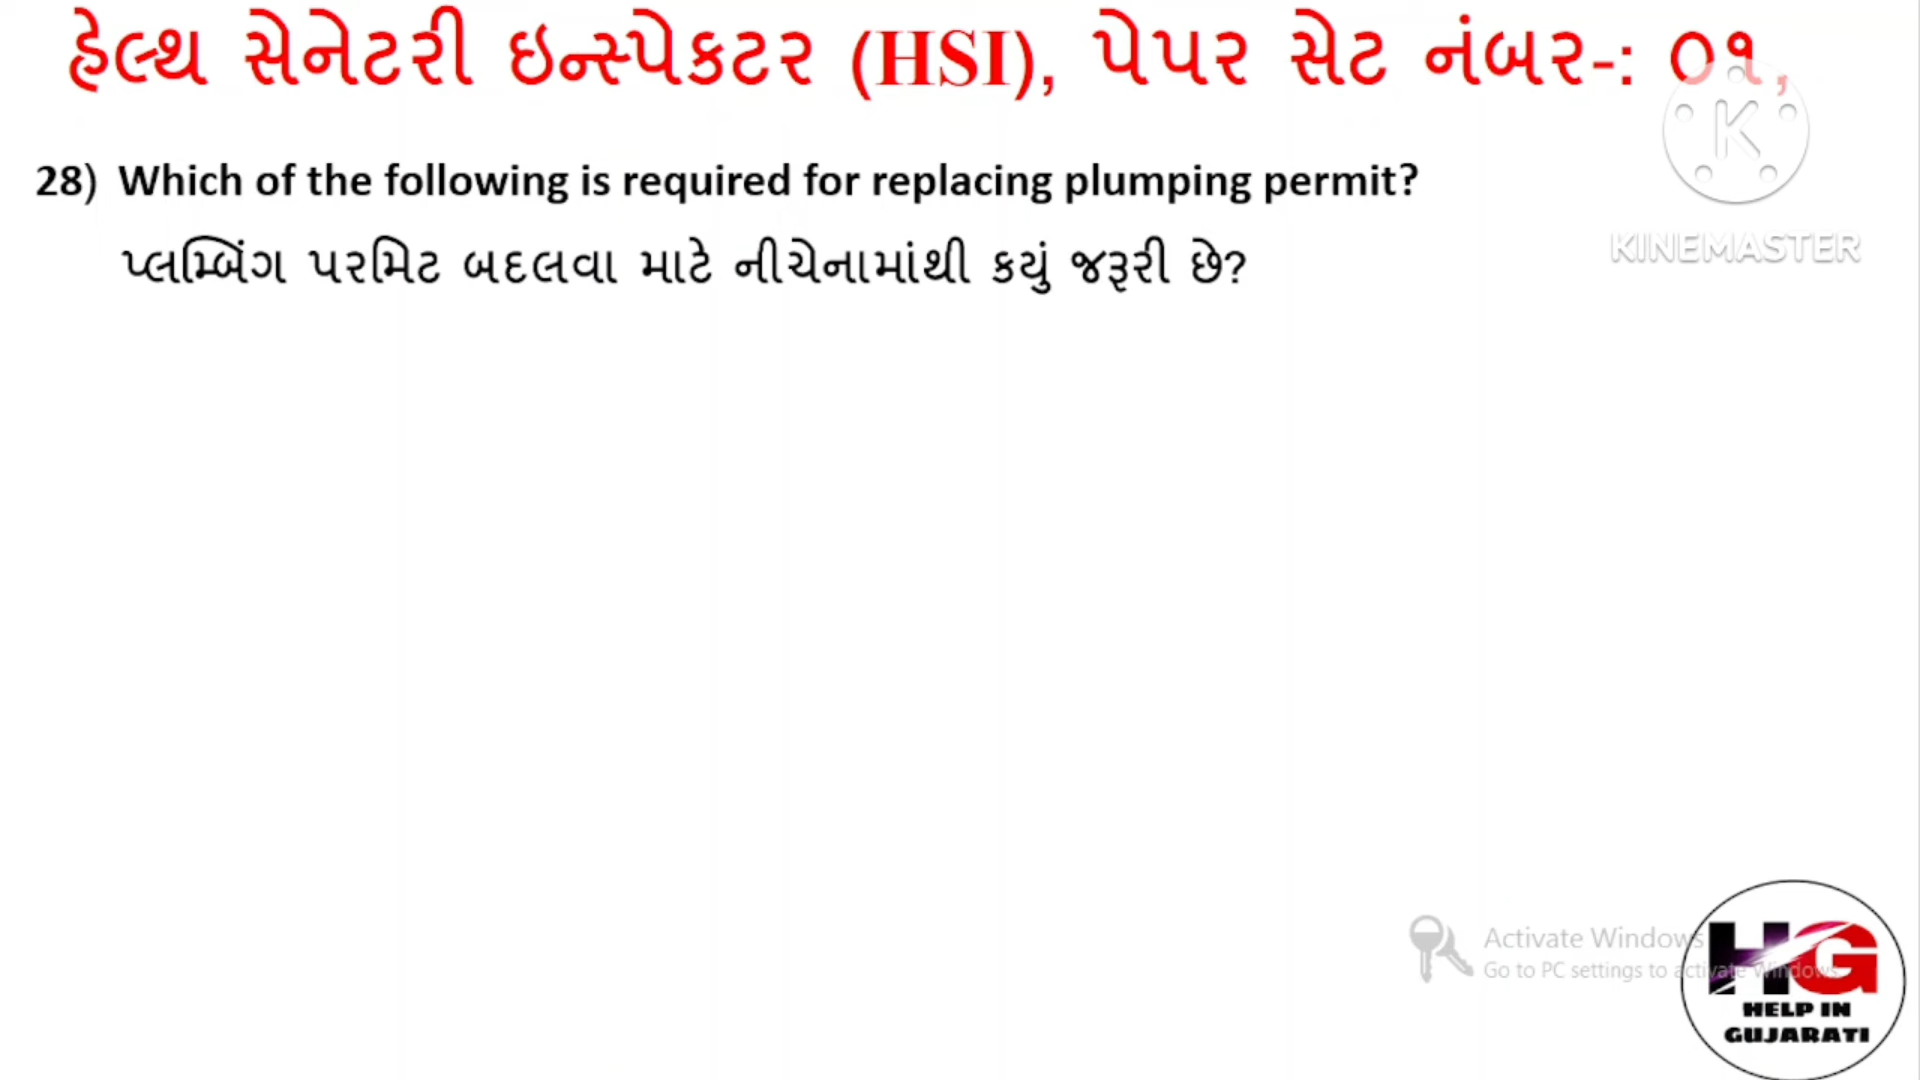 હેલ્થ સેનેટરી ઇન્સ્પેકટર (HSI), પેપર સેટ નંબર-: ૦૧,
K
28) Which of the following is required for replacing plumping permit?
KINEMASTER
પ્લમ્બિંગ પરમિટ બદલવા માટે નીચેનામાંથી કયું જરૂરી છે?
Activate Windows
Go to PC settings to activate Windows.
HG
HELP IN
GUJARATI